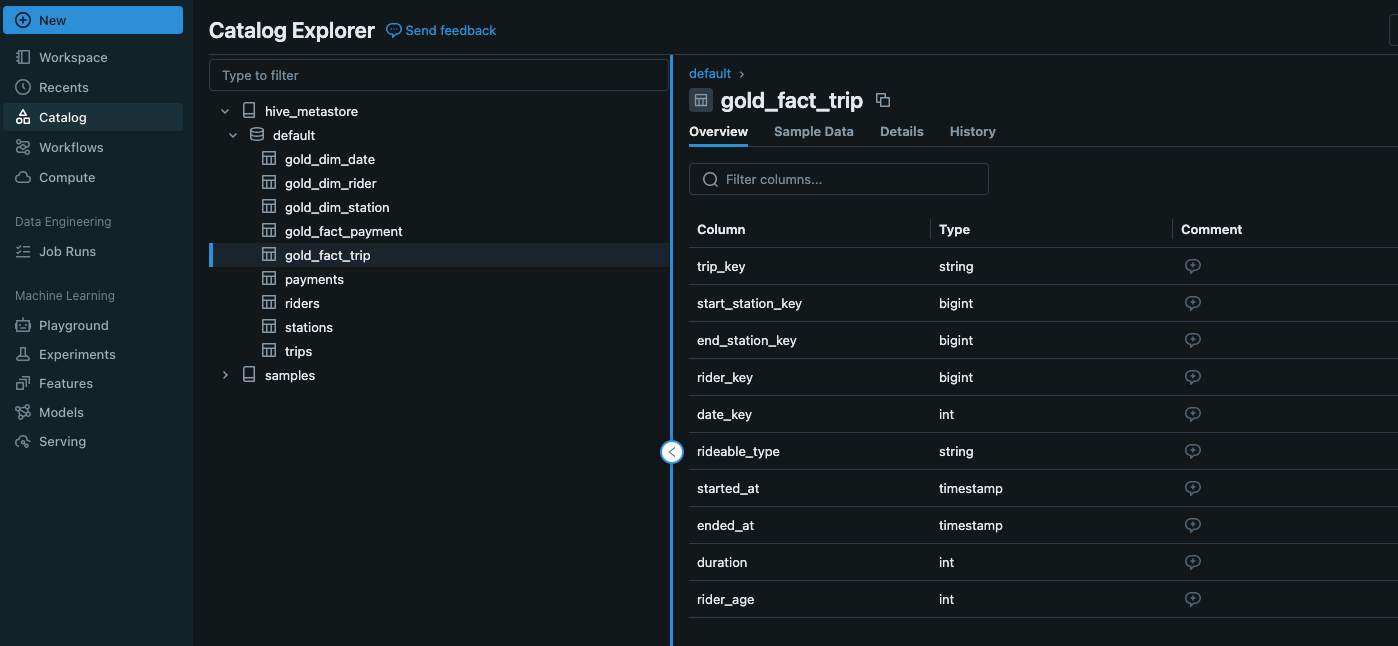 New
Workspace
Recents
Catalog
Workflows
Compute
Data Engineering
Job Runs
Machine Learning
Playground
Experiments
Features
Models
Serving
Catalog Explorer Send feedback
Type to filter
hive_metastore
default
gold_dim_date
gold_dim_rider
gold_dim_station
gold_fact_payment
gold_fact_trip
payments
riders
stations
trips
samples
default
gold_fact_trip
Overview Sample Data Details History
Filter columns...
Column Type Comment
trip_key string
start_station_key bigint
end_station_key bigint
rider_key bigint
date_key int
rideable_type string
started_at timestamp
ended_at timestamp
duration int
rider_age int